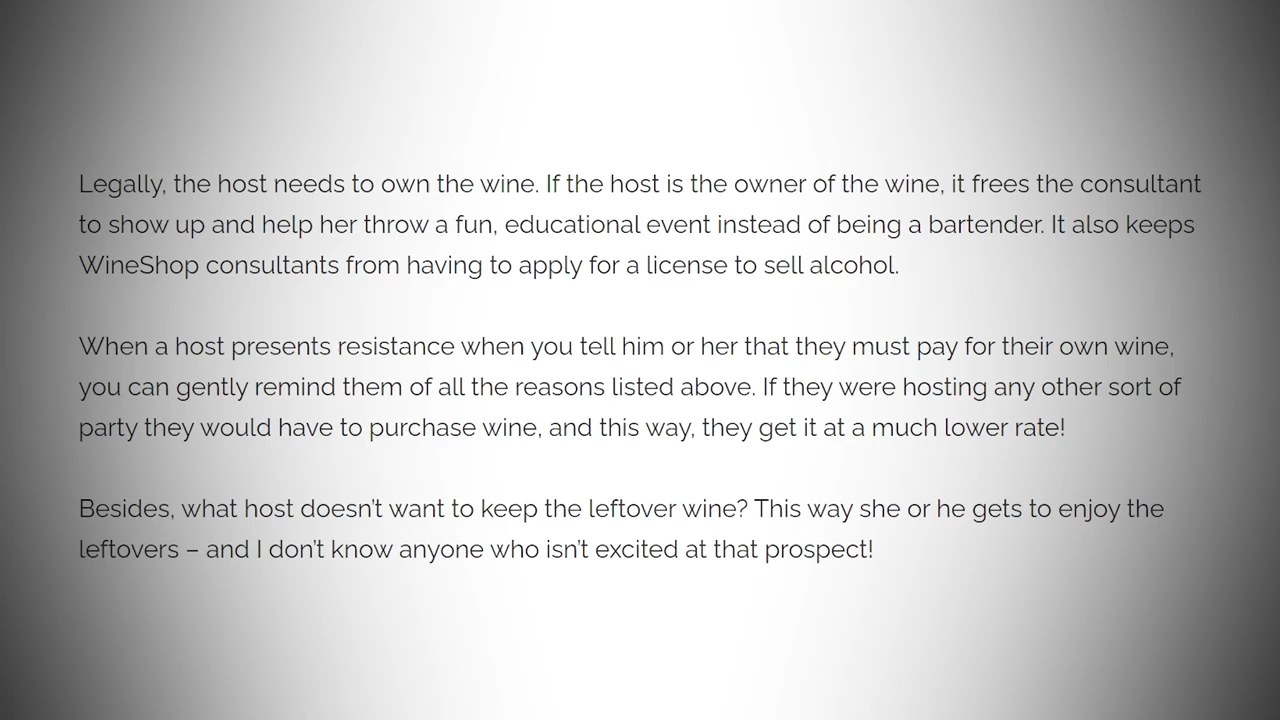 Legally, the host needs to own the wine. If the host is the owner of the wine, it frees the consultant
to show up and help her throw a fun, educational event instead of being a bartender. It also keeps
WineShop consultants from having to apply for a license to sell alcohol.
When a host presents resistance when you tell him or her that they must pay for their own wine,
you can gently remind them of all the reasons listed above. If they were hosting any other sort of
party they would have to purchase wine, and this way, they get it at a much lower rate!
Besides, what host doesn’t want to keep the leftover wine? This way she or he gets to enjoy the
leftovers – and I don’t know anyone who isn’t excited at that prospect!